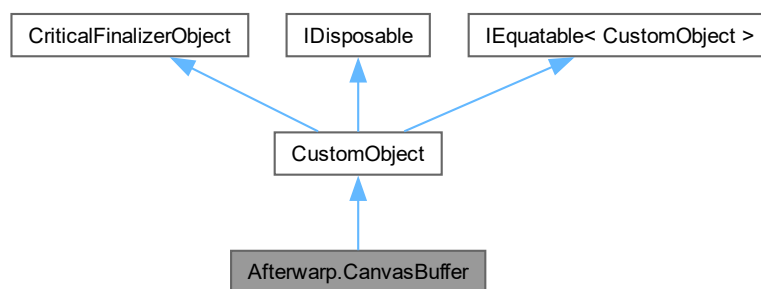 CriticalFinalizerObject
IDisposable
IEquatable< CustomObject >
CustomObject
Afterwarp.CanvasBuffer